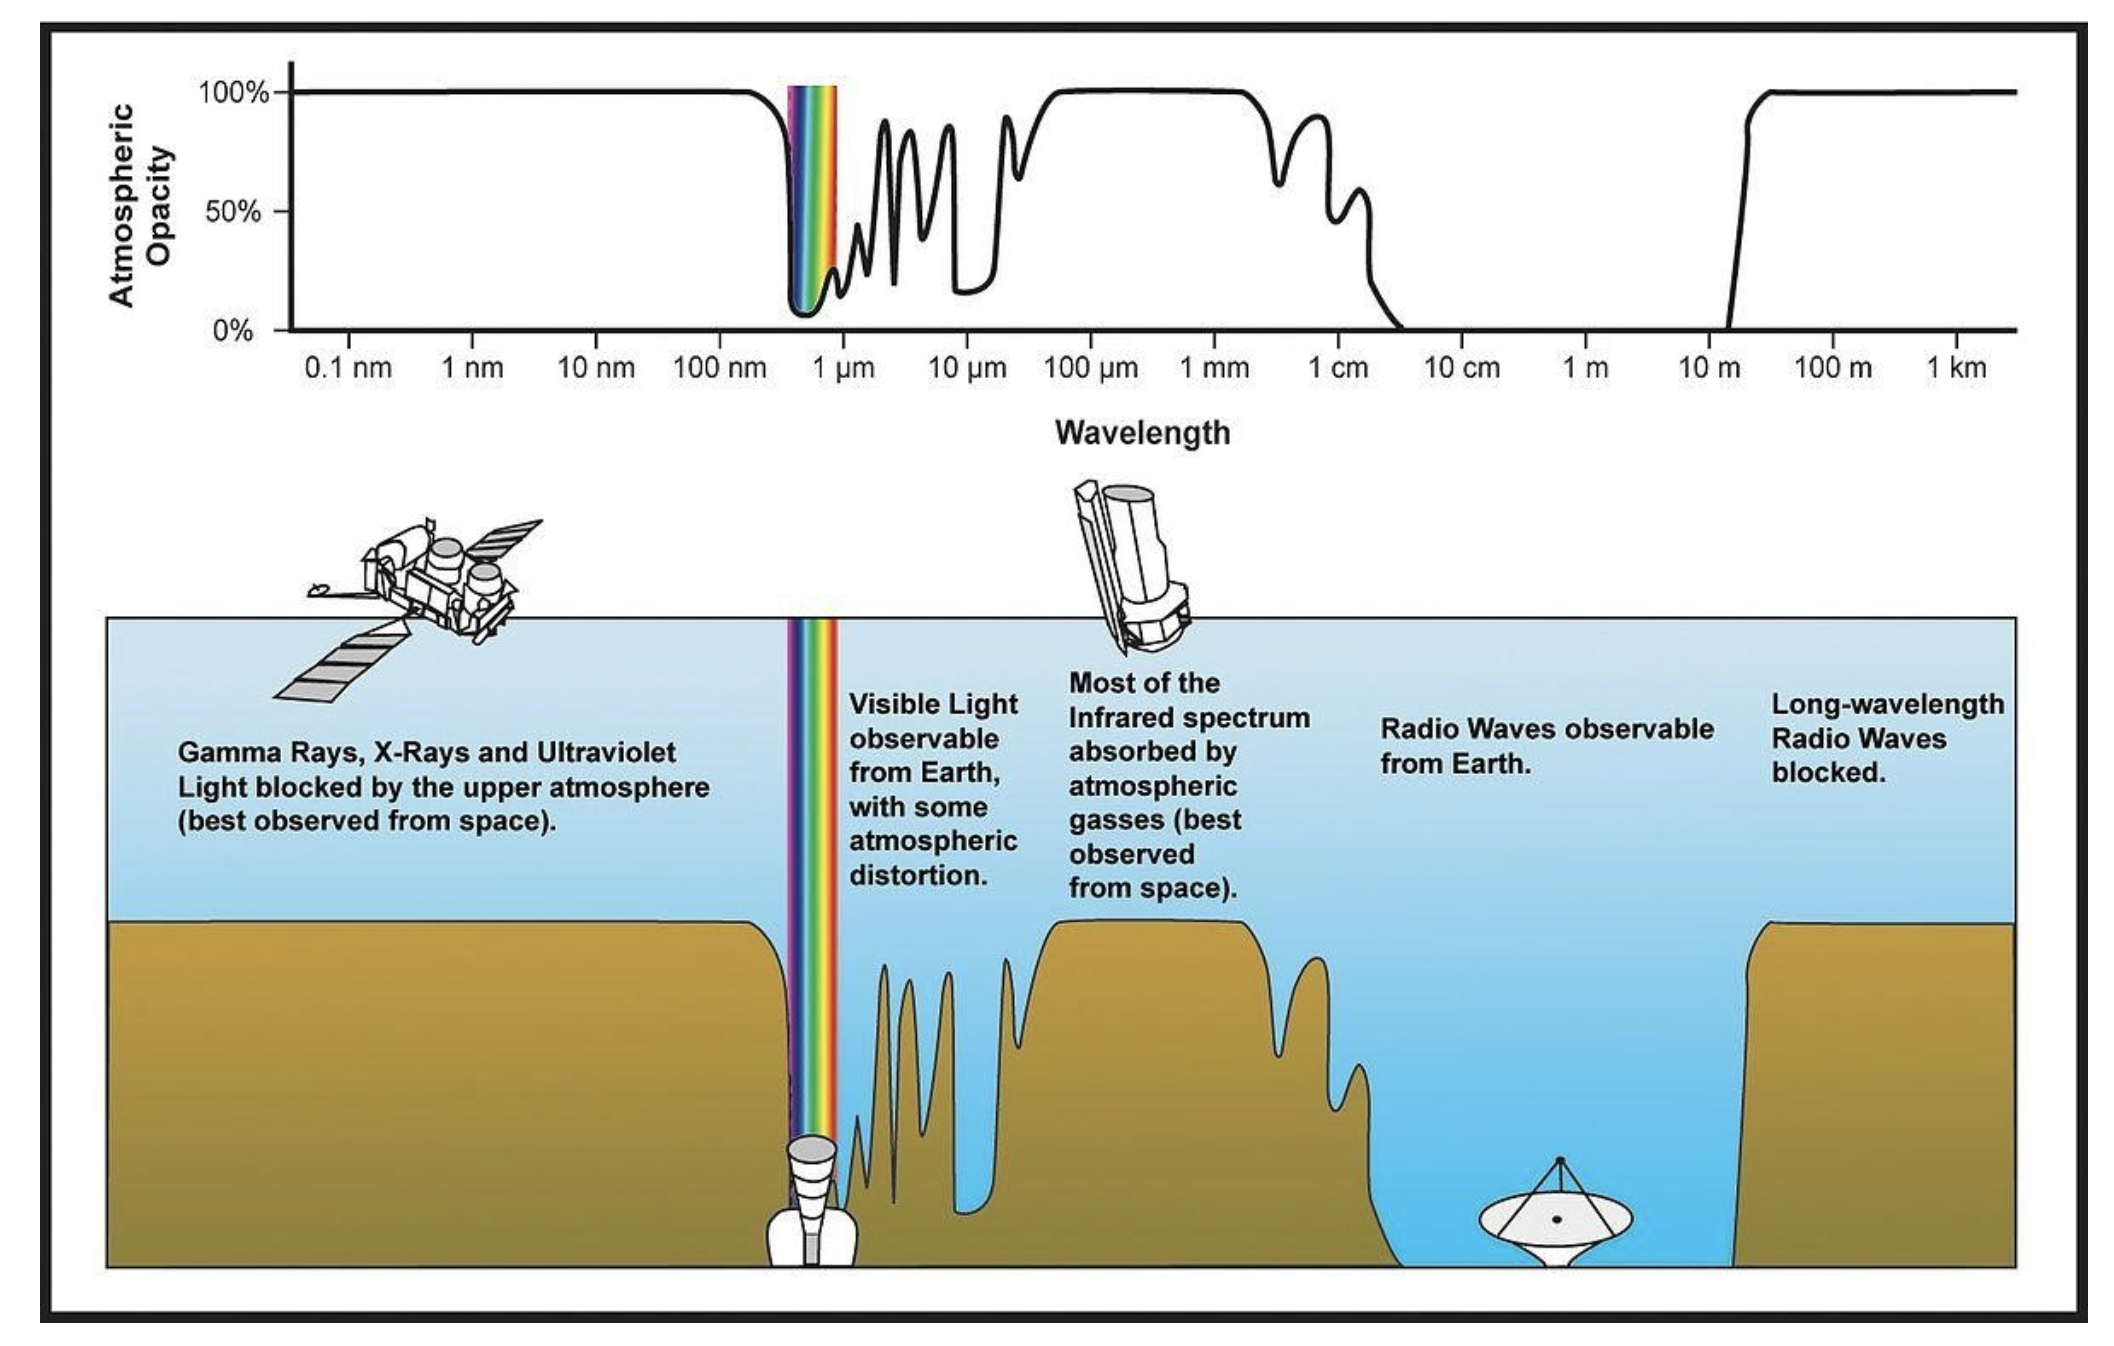 Atmospheric
Opacity
100%
50%
0%
0.1 nm
1 nm
10 nm
100 nm
1 µm
10 µm
100 µm
1 mm
1 cm
10 cm
1 m
10 m
100 m
1 km
Wavelength
Gamma Rays, X-Rays and Ultraviolet
Light blocked by the upper atmosphere
(best observed from space).
Visible Light
observable
from Earth,
with some
atmospheric
distortion.
Most of the
Infrared spectrum
absorbed by
atmospheric
gasses (best
observed
from space).
Radio Waves observable
from Earth.
Long-wavelength
Radio Waves
blocked.